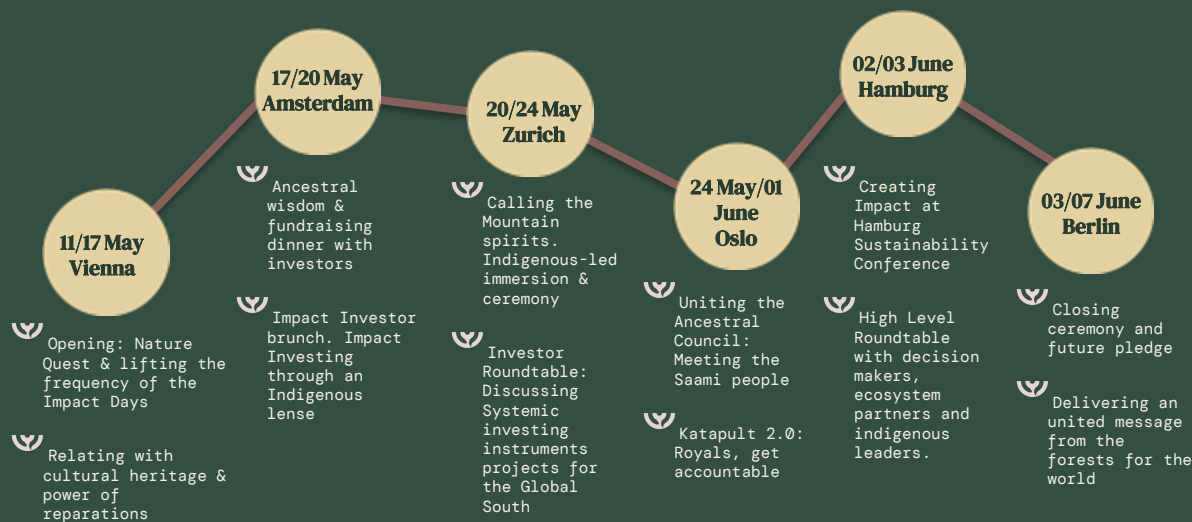 11/17 May
Vienna
Opening: Nature
Quest & lifting the
frequency of the
Impact Days
Relating with
cultural heritage &
power of
reparations
17/20 May
Amsterdam
Ancestral
wisdom &
fundraising
dinner with
investors
Impact Investor
brunch. Impact
Investing
through an
Indigenous
lense
20/24 May
Zurich
Calling the
Mountain
spirits.
Indigenous-led
immersion &
ceremony
Investor
Roundtable:
Discussing
Systemic
investing
instruments
projects for
the Global
South
24 May/01
June
Oslo
Uniting the
Ancestral
Council:
Meeting the
Saami people
Katapult 2.0:
Royals, get
accountable
02/03 June
Hamburg
Creating
Impact at
Hamburg
Sustainability
Conference
High Level
Roundtable
with decision
makers,
ecosystem
partners and
indigenous
leaders.
03/07 June
Berlin
Closing
ceremony and
future pledge
Delivering an
united message
from the
forests for the
world